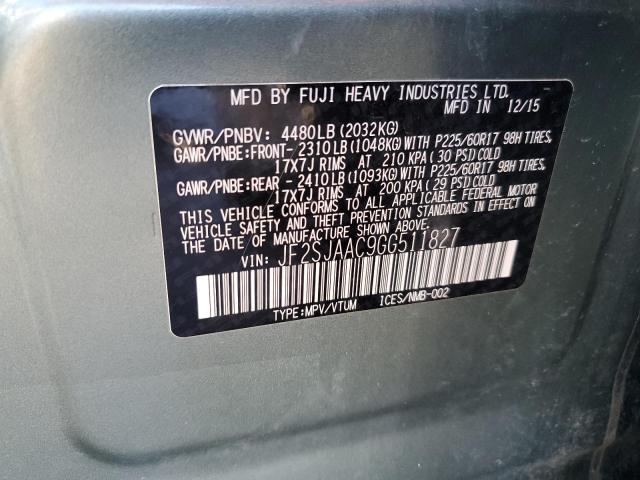 MFD BY FUJI HEAVY INDUSTRIES LTD.
MFD IN 12/15
GVWR/PNBV: 4480LB(2032KG)
GAWR/PNBE:FRONT-2310LB(1048KG)WITH P225/60R17 98H TIRES,
17X7J RIMS AT 210 KPA(30 PSI)COLD
GAWR/PNBE:REAR -2410LB(1093KG)WITH P225/60R17 98H TIRES,
17X7J RIMS AT 200 KPA(29 PSI)COLD
THIS VEHICLE CONFORMS TO ALL APPLICABLE FEDERAL MOTOR
VEHICLE SAFETY AND THEFT PREVENTION STANDARDS IN EFFECT
ON THE DATE OF MANUFACTURE SHOWN ABOVE.
VIN: JF2SJAAC9GG511827
TYPE:MPV/VTUM ICES/NMB-002